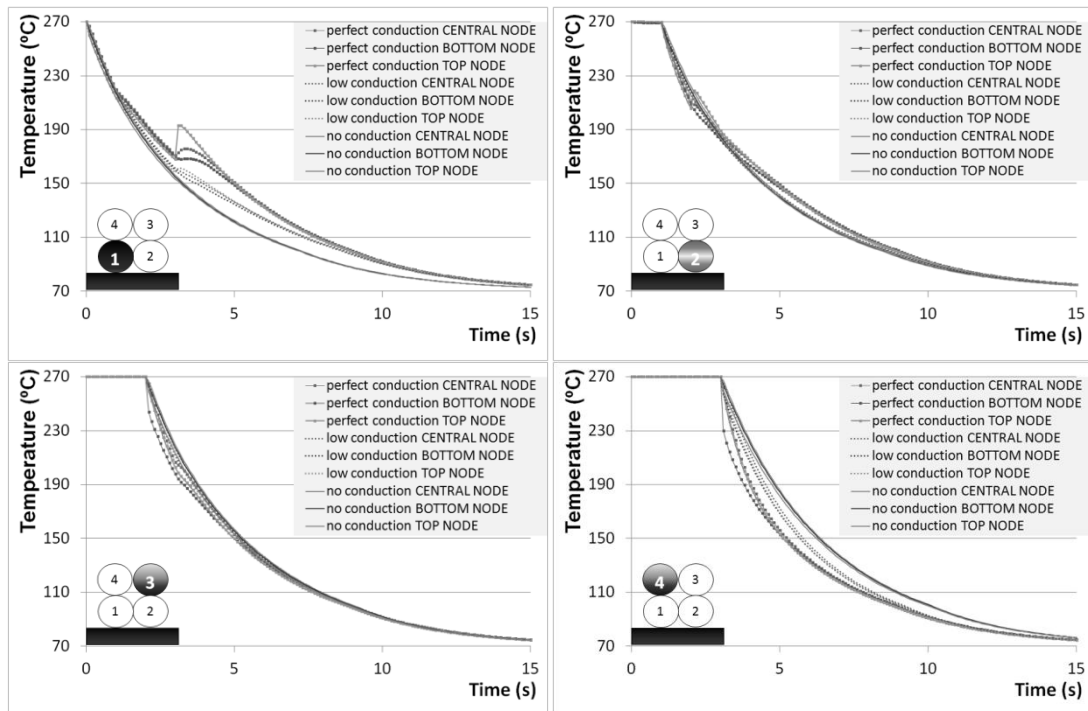 Temperature (ºC)
270
230
190
150
110
70
perfect conduction CENTRAL NODE
perfect conduction BOTTOM NODE
perfect conduction TOP NODE
low conduction CENTRAL NODE
low conduction BOTTOM NODE
low conduction TOP NODE
no conduction CENTRAL NODE
no conduction BOTTOM NODE
no conduction TOP NODE
4 3
1 2
0 5 10 15
Time (s)
Temperature (ºC)
270
230
190
150
110
70
perfect conduction CENTRAL NODE
perfect conduction BOTTOM NODE
perfect conduction TOP NODE
low conduction CENTRAL NODE
low conduction BOTTOM NODE
low conduction TOP NODE
no conduction CENTRAL NODE
no conduction BOTTOM NODE
no conduction TOP NODE
4 3
1 2
0 5 10 15
Time (s)
Temperature (ºC)
270
230
190
150
110
70
perfect conduction CENTRAL NODE
perfect conduction BOTTOM NODE
perfect conduction TOP NODE
low conduction CENTRAL NODE
low conduction BOTTOM NODE
low conduction TOP NODE
no conduction CENTRAL NODE
no conduction BOTTOM NODE
no conduction TOP NODE
4 3
1 2
0 5 10 15
Time (s)
Temperature (ºC)
270
230
190
150
110
70
perfect conduction CENTRAL NODE
perfect conduction BOTTOM NODE
perfect conduction TOP NODE
low conduction CENTRAL NODE
low conduction BOTTOM NODE
low conduction TOP NODE
no conduction CENTRAL NODE
no conduction BOTTOM NODE
no conduction TOP NODE
4 3
1 2
0 5 10 15
Time (s)